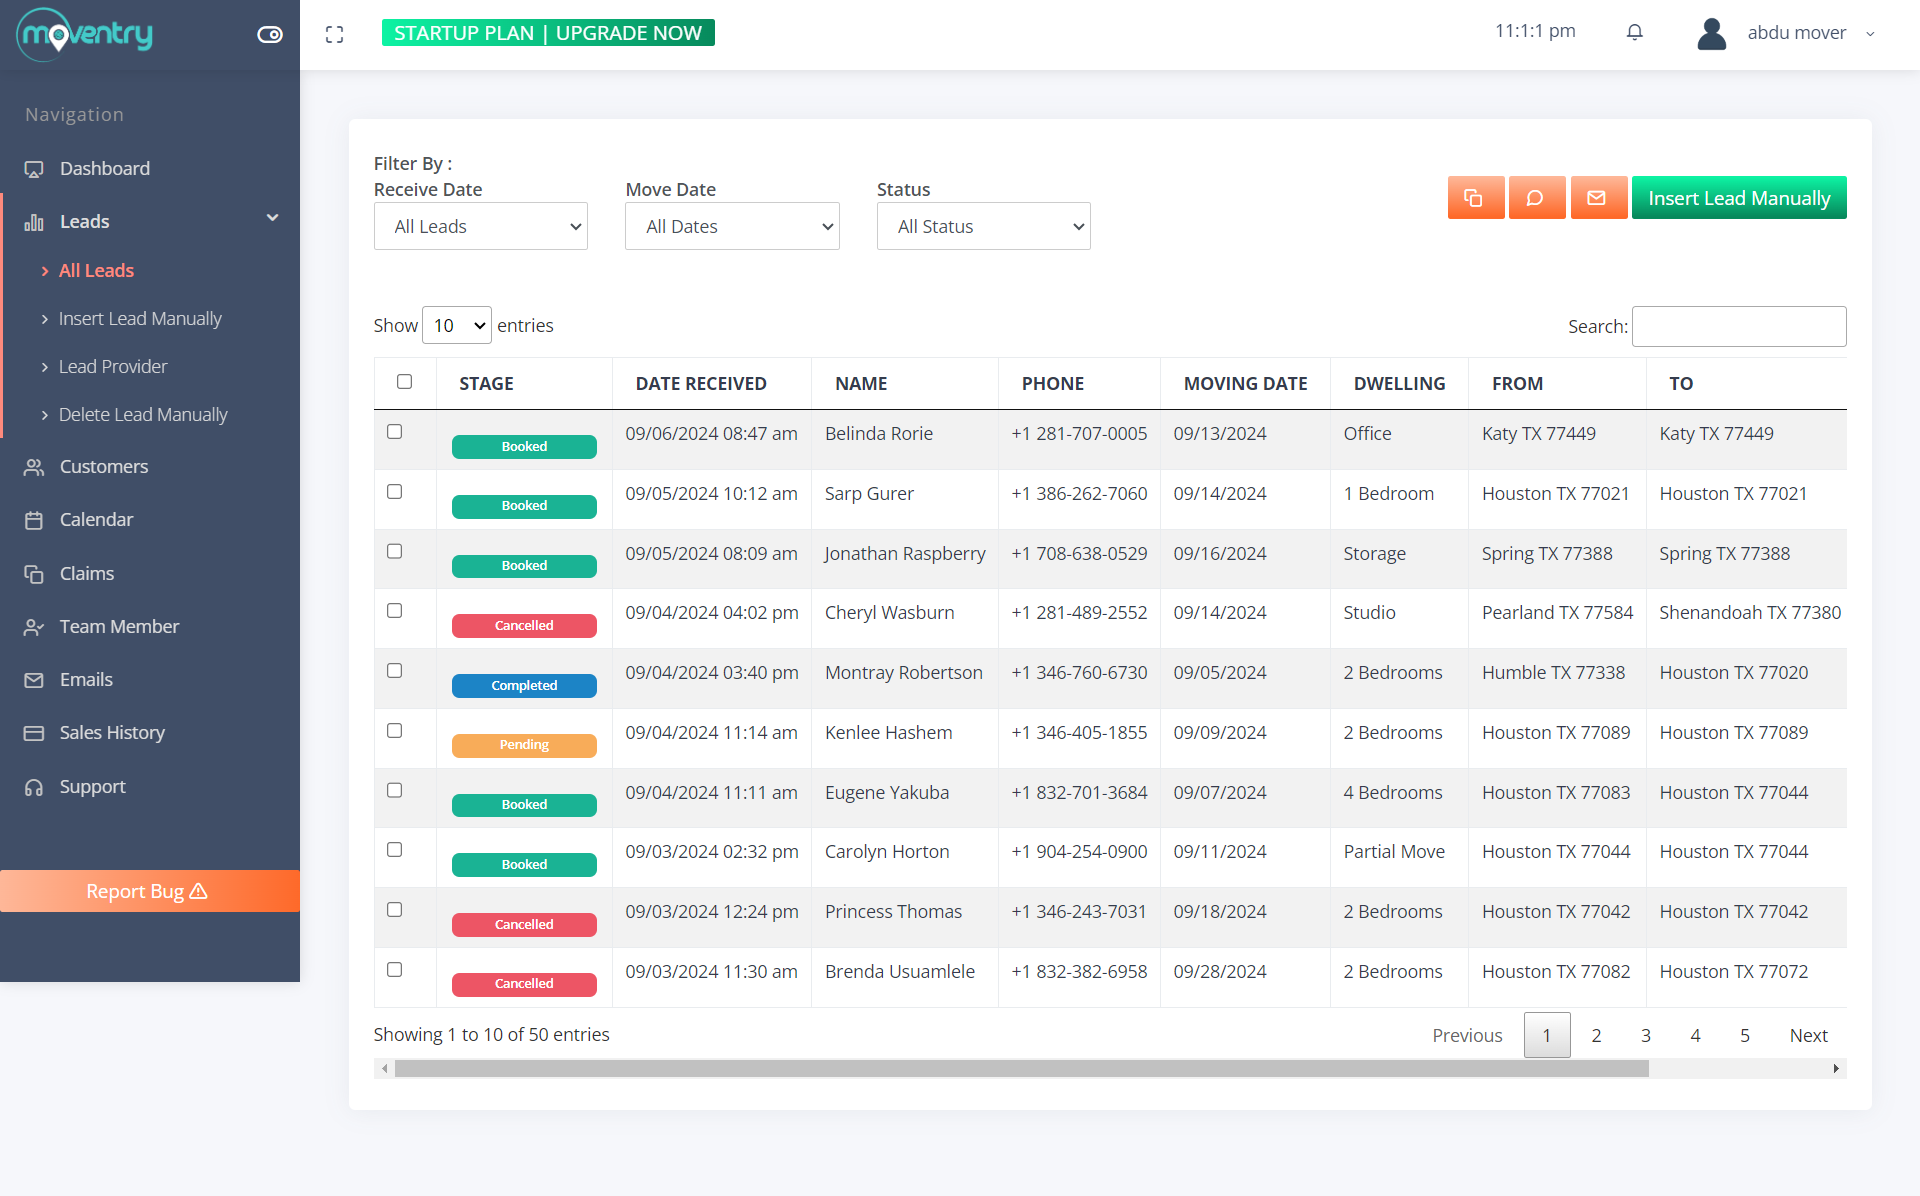 moventry
STARTUP PLAN | UPGRADE NOW
11:1:1 pm
abdu mover
Navigation
Dashboard
Leads
All Leads
Insert Lead Manually
Lead Provider
Delete Lead Manually
Customers
Calendar
Claims
Team Member
Emails
Sales History
Support
Report Bug
Filter By :
Receive Date Move Date Status
All Leads All Dates All Status
Insert Lead Manually
Show 10 entries
Search:
STAGE DATE RECEIVED NAME PHONE MOVING DATE DWELLING FROM TO
Booked 09/06/2024 08:47 am Belinda Rorie +1 281-707-0005 09/13/2024 Office Katy TX 77449 Katy TX 77449
Booked 09/05/2024 10:12 am Sarp Gurer +1 386-262-7060 09/14/2024 1 Bedroom Houston TX 77021 Houston TX 77021
Booked 09/05/2024 08:09 am Jonathan Raspberry +1 708-638-0529 09/16/2024 Storage Spring TX 77388 Spring TX 77388
Cancelled 09/04/2024 04:02 pm Cheryl Wasburn +1 281-489-2552 09/14/2024 Studio Pearland TX 77584 Shenandoah TX 77380
Completed 09/04/2024 03:40 pm Montray Robertson +1 346-760-6730 09/05/2024 2 Bedrooms Humble TX 77338 Houston TX 77020
Pending 09/04/2024 11:14 am Kenlee Hashem +1 346-405-1855 09/09/2024 2 Bedrooms Houston TX 77089 Houston TX 77089
Booked 09/04/2024 11:11 am Eugene Yakuba +1 832-701-3684 09/07/2024 4 Bedrooms Houston TX 77083 Houston TX 77044
Booked 09/03/2024 02:32 pm Carolyn Horton +1 904-254-0900 09/11/2024 Partial Move Houston TX 77044 Houston TX 77044
Cancelled 09/03/2024 12:24 pm Princess Thomas +1 346-243-7031 09/18/2024 2 Bedrooms Houston TX 77042 Houston TX 77042
Cancelled 09/03/2024 11:30 am Brenda Usuamlele +1 832-382-6958 09/28/2024 2 Bedrooms Houston TX 77082 Houston TX 77072
Showing 1 to 10 of 50 entries
Previous 1 2 3 4 5 Next